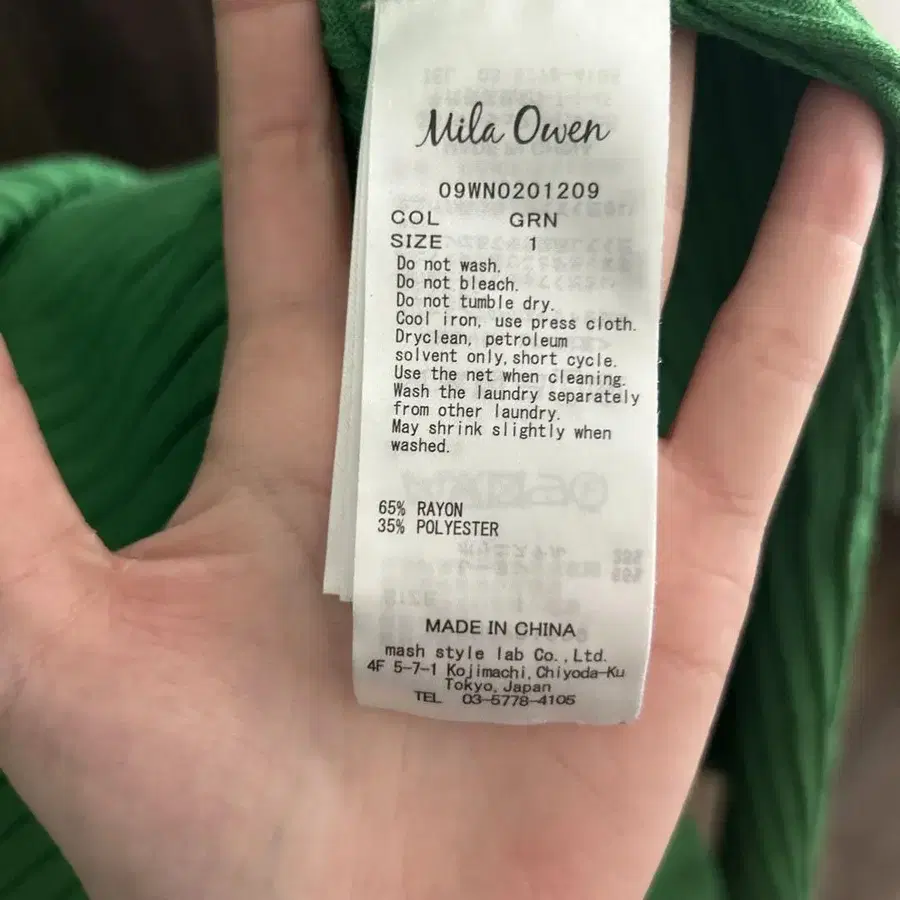 Mila Owen
09WN0201209
COL GRN
SIZE 1
Do not wash.
Do not bleach.
Do not tumble dry.
Cool iron, use press cloth.
Dryclean, petroleum
solvent only, short cycle.
Use the net when cleaning.
Wash the laundry separately
from other laundry.
May shrink slightly when
washed.
65% RAYON
35% POLYESTER
MADE IN CHINA
mash style lab Co., Ltd.
4F 5-7-1 Kojimachi, Chiyoda-Ku
Tokyo, Japan
TEL 03-5778-4105